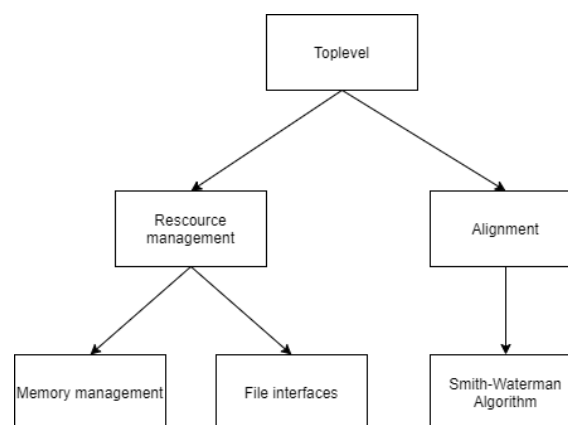 Toplevel
Rescource
management
Alignment
Memory management
File interfaces
Smith-Waterman
Algorithm